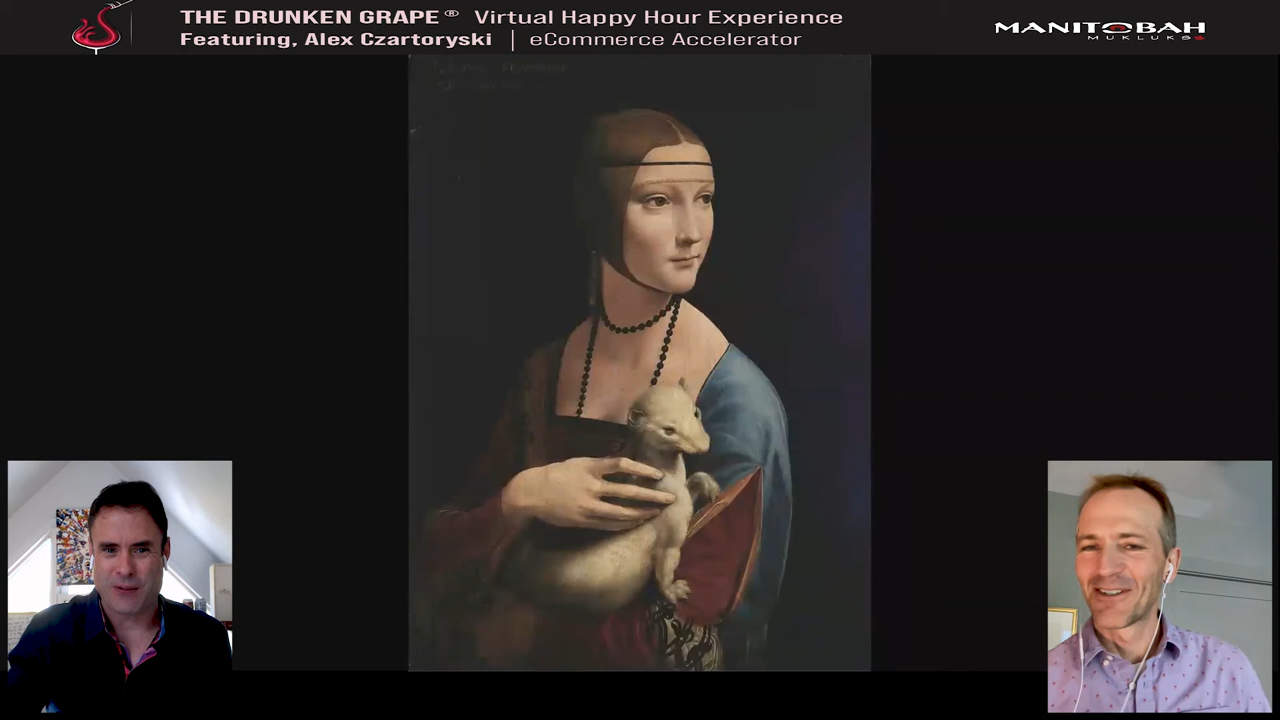 THE DRUNKEN GRAPE® Virtual Happy Hour Experience
Featuring, Alex Czartoryski | eCommerce Accelerator
MANITOBAH
MUKLUKS